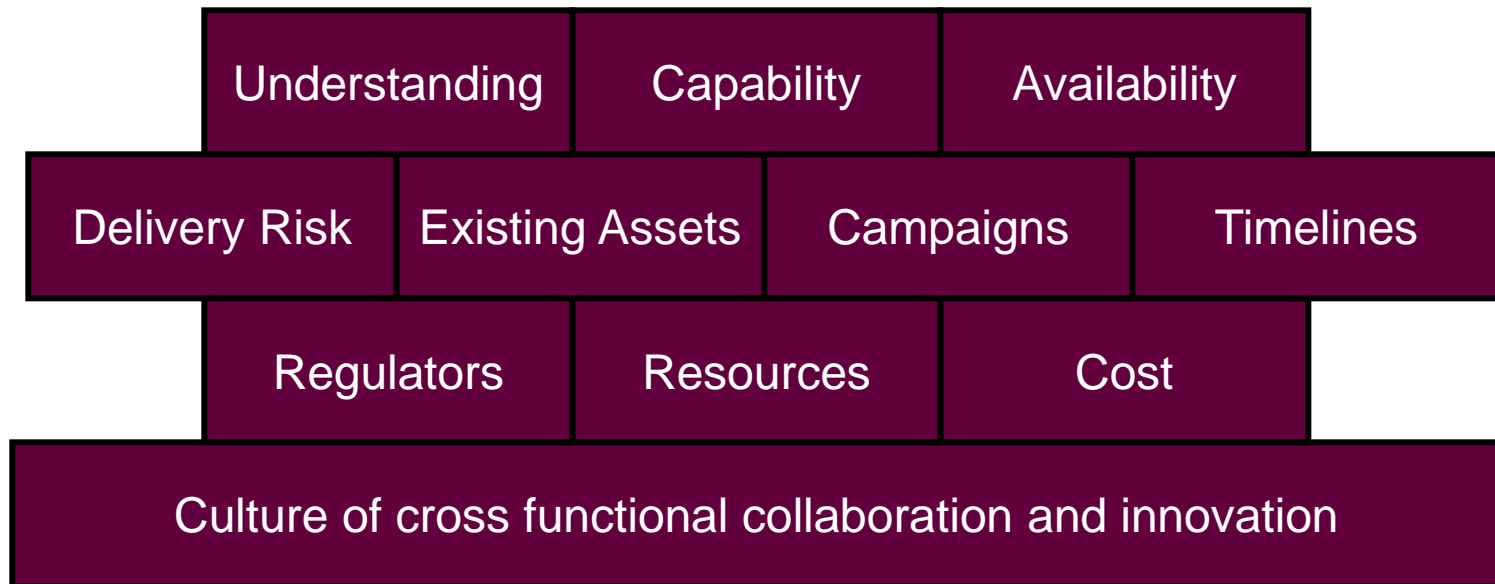 Understanding Capability Availability
Delivery Risk Existing Assets Campaigns Timelines
Regulators Resources Cost
Culture of cross functional collaboration and innovation